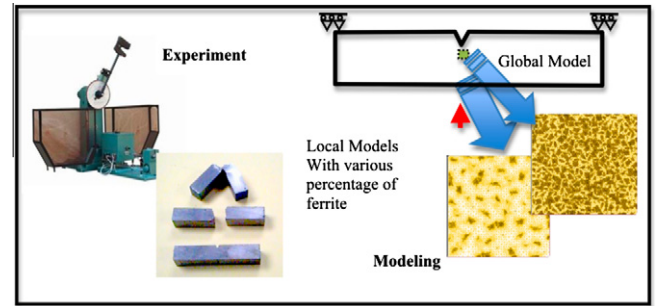 Experiment
Global Model
Local Models
With various
percentage of
ferrite
Modeling